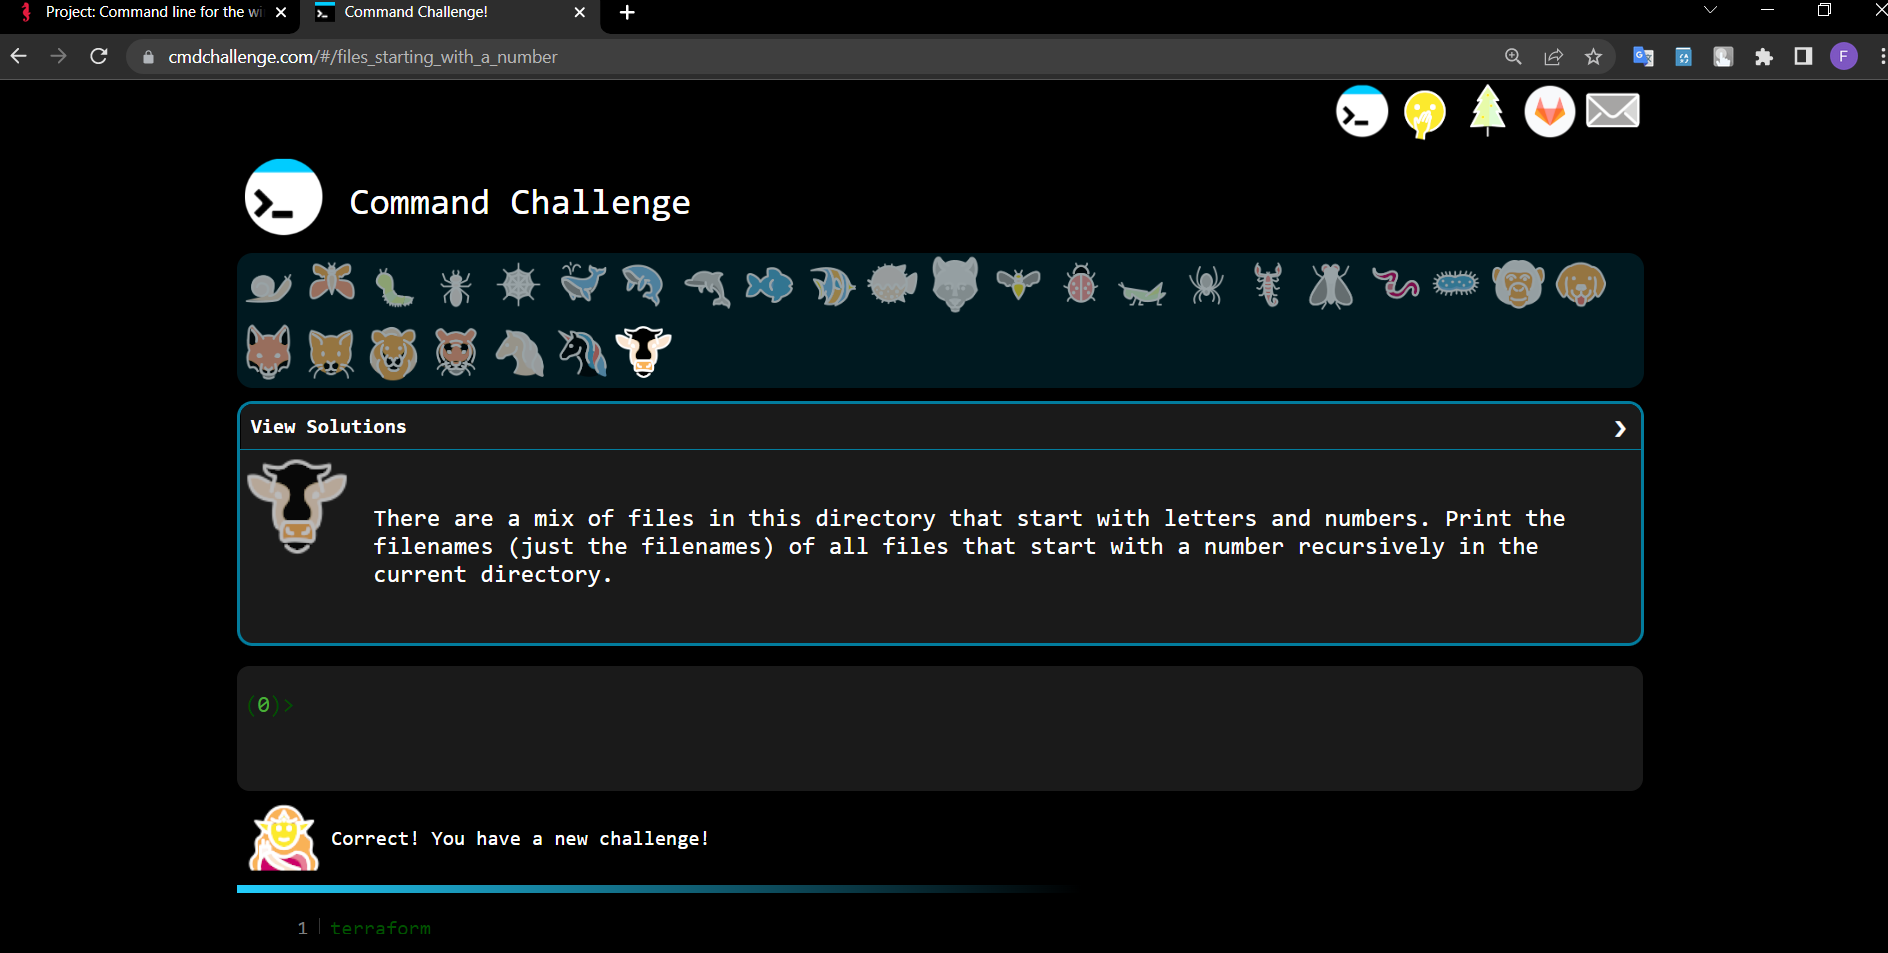 Project: Command line for the wi
Command Challenge!
cmdchallenge.com/#/files_starting_with_a_number
F
Command Challenge
View Solutions
There are a mix of files in this directory that start with letters and numbers. Print the
filenames (just the filenames) of all files that start with a number recursively in the
current directory.
(0)>
Correct! You have a new challenge!
1 terraform